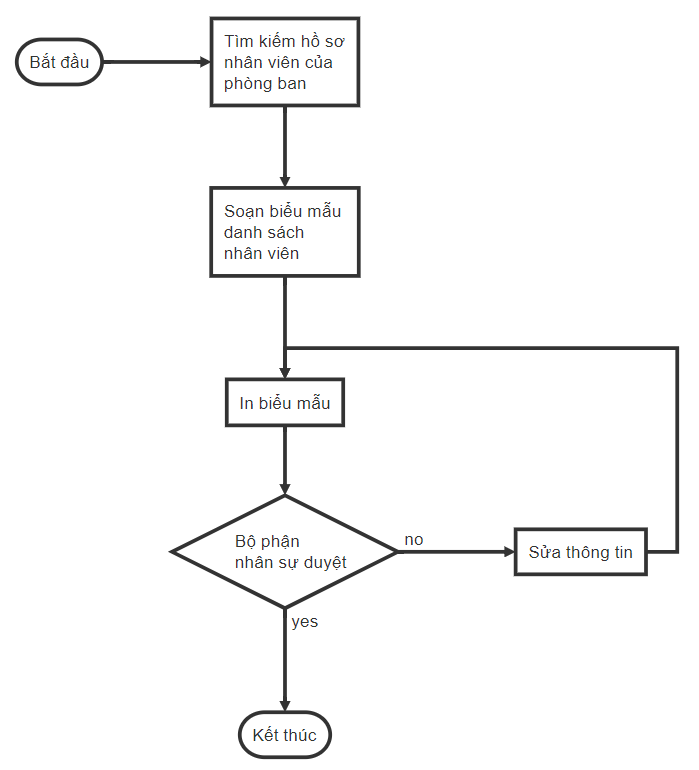 Bắt đầu
Tìm kiếm hồ sơ
nhân viên của
phòng ban
Soạn biểu mẫu
danh sách
nhân viên
In biểu mẫu
Bộ phận
nhân sự duyệt
no
Sửa thông tin
yes
Kết thúc